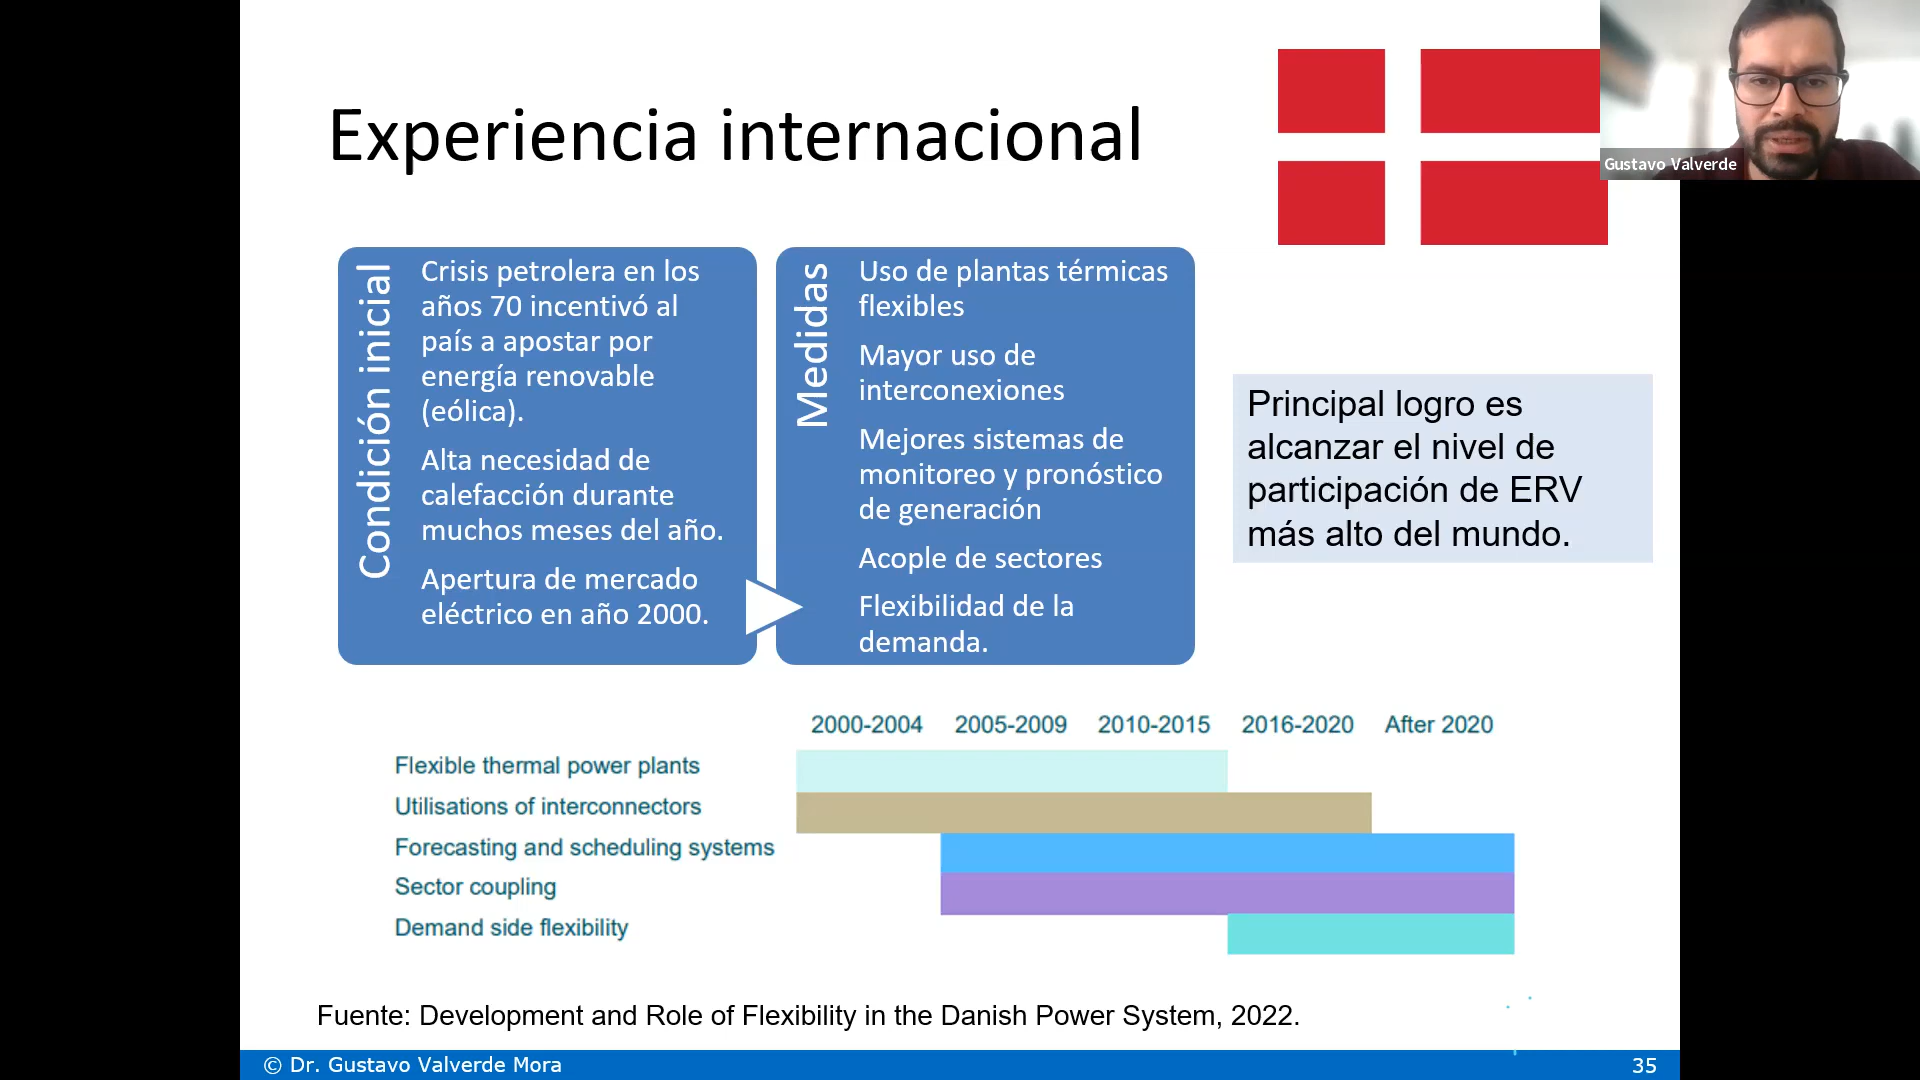 Experiencia internacional
Gustavo Valverde
Condición inicial
Crisis petrolera en los
años 70 incentivó al
país a apostar por
energía renovable
(eólica).
Alta necesidad de
calefacción durante
muchos meses del año.
Apertura de mercado
eléctrico en año 2000.
Medidas
Uso de plantas térmicas
flexibles
Mayor uso de
interconexiones
Mejores sistemas de
monitoreo y pronóstico
de generación
Acople de sectores
Flexibilidad de la
demanda.
Principal logro es
alcanzar el nivel de
participación de ERV
más alto del mundo.
2000-2004 2005-2009 2010-2015 2016-2020 After 2020
Flexible thermal power plants
Utilisations of interconnectors
Forecasting and scheduling systems
Sector coupling
Demand side flexibility
Fuente: Development and Role of Flexibility in the Danish Power System, 2022.
© Dr. Gustavo Valverde Mora
35